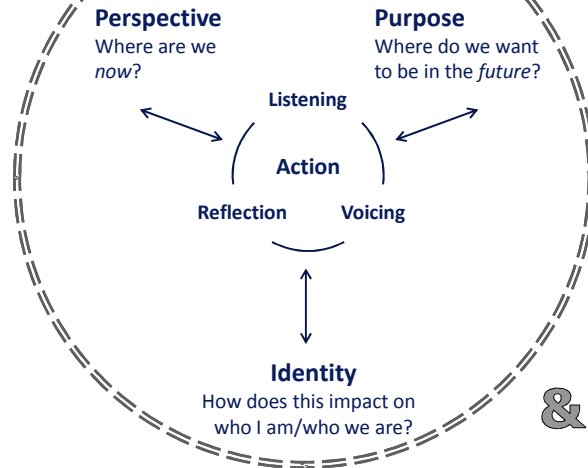 Perspective
Where are we
now?
Purpose
Where do we want
to be in the future?
Listening
Action
Reflection
Voicing
Identity
How does this impact on
who I am/who we are?
&